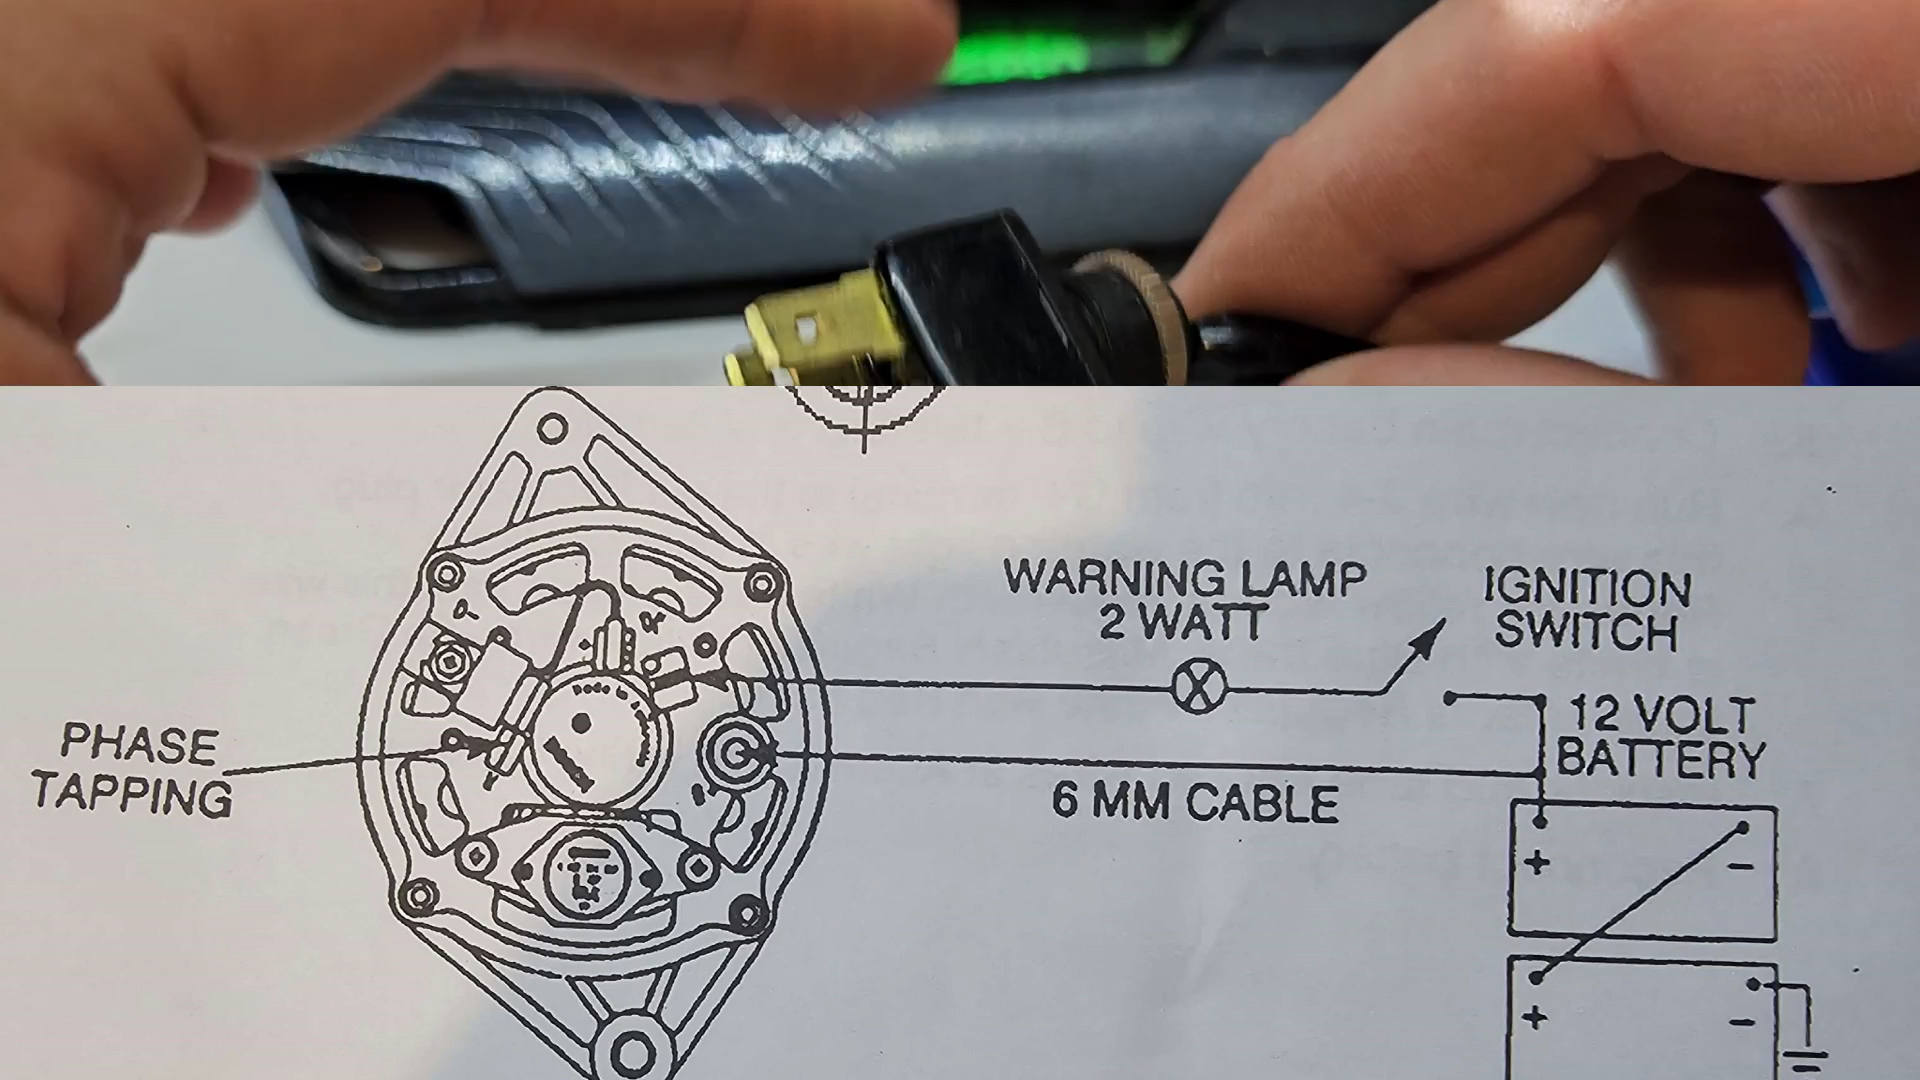 WARNING LAMP
2 WATT
IGNITION
SWITCH
PHASE
TAPPING
12 VOLT
BATTERY
6 MM CABLE
+
−
+
−